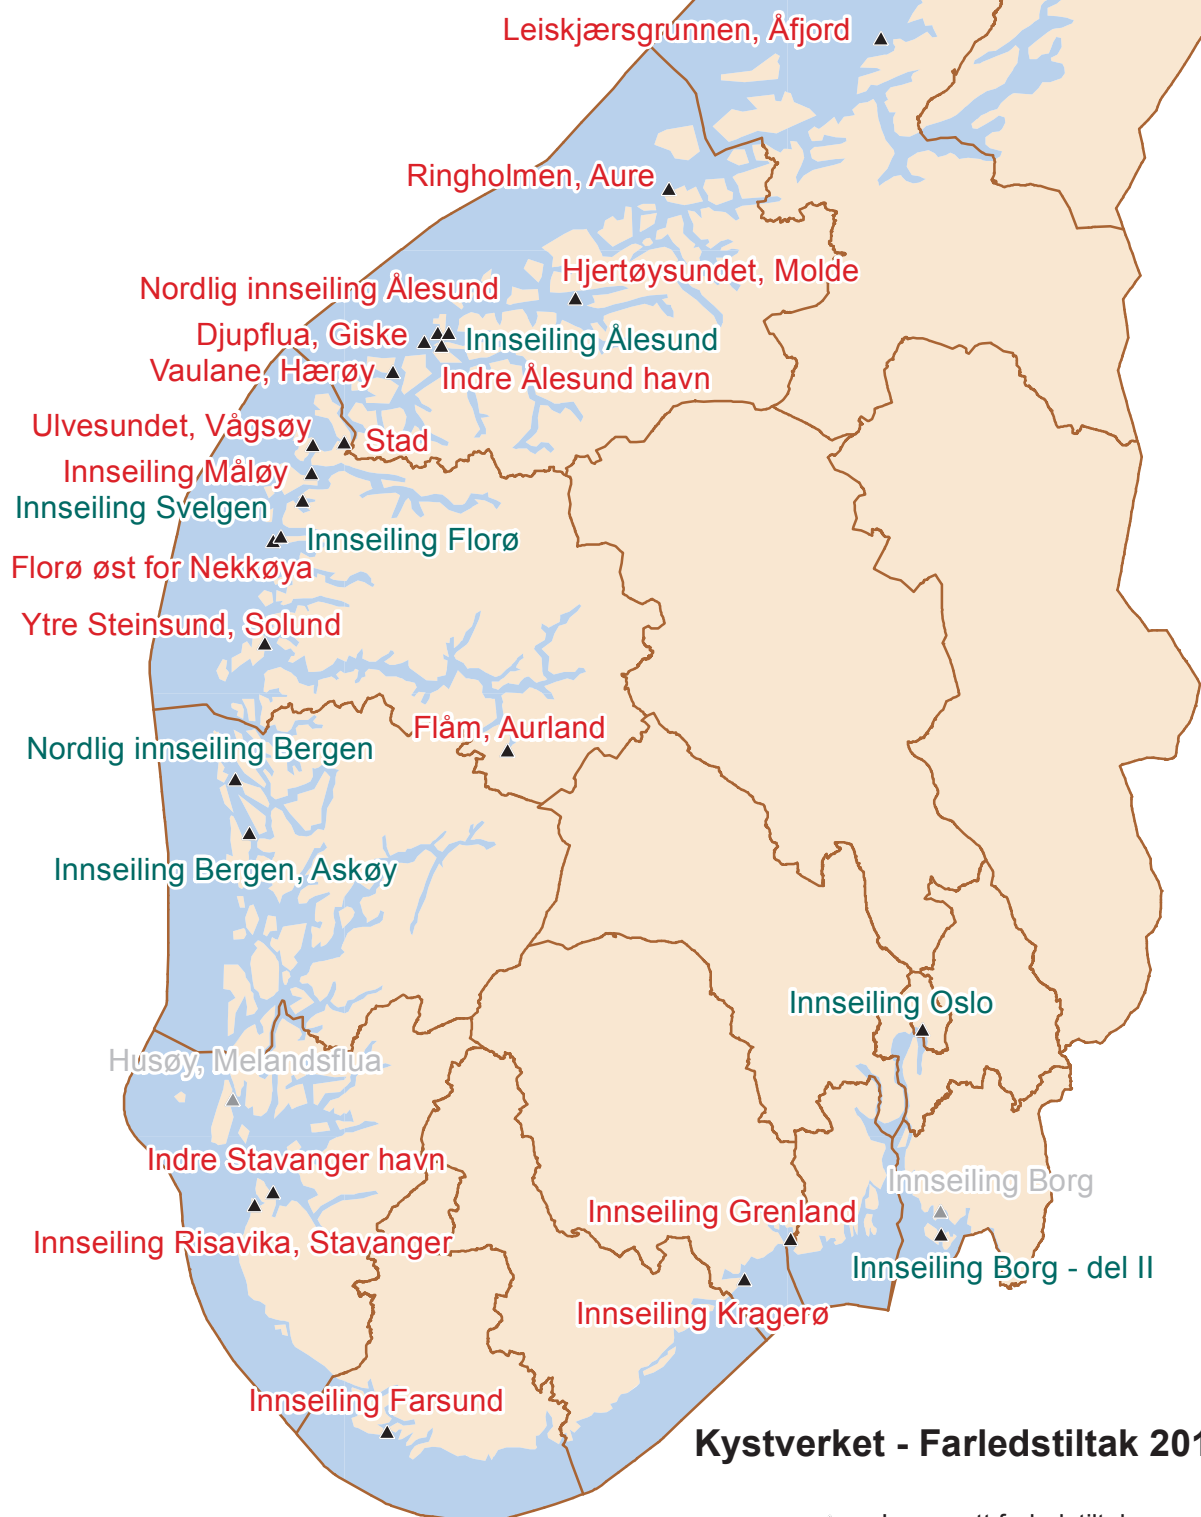 Leiskjærsgrunnen, Åfjord
Ringholmen, Aure
Hjertøysundet, Molde
Nordlig innseiling Ålesund
Djupflua, Giske
Innseiling Ålesund
Vaulane, Hærøy
Indre Ålesund havn
Ulvesundet, Vågsøy
Stad
Innseiling Måløy
Innseiling Svelgen
Innseiling Florø
Florø øst for Nekkøya
Ytre Steinsund, Solund
Flåm, Aurland
Nordlig innseiling Bergen
Innseiling Bergen, Askøy
Innseiling Oslo
Husøy, Melandsflua
Indre Stavanger havn
Innseiling Borg
Innseiling Grenland
Innseiling Risavika, Stavanger
Innseiling Borg - del II
Innseiling Kragerø
Innseiling Farsund
Kystverket - Farledstiltak 201